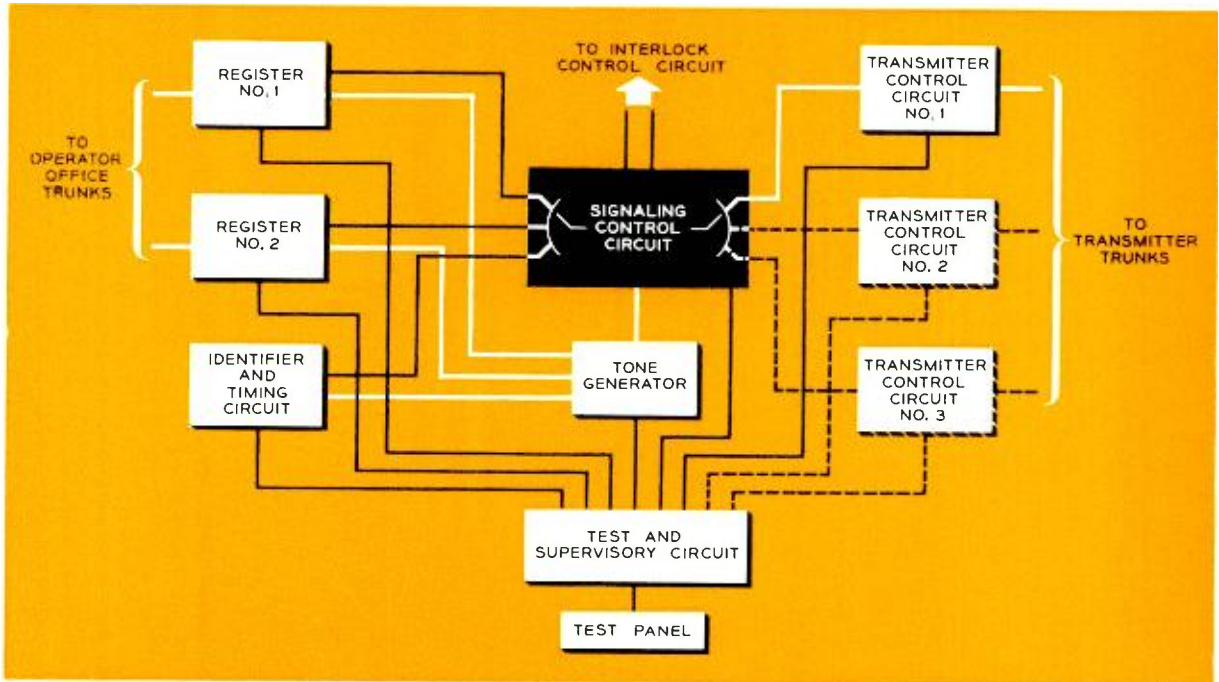 REGISTER
NO. 1
TO INTERLOCK
CONTROL CIRCUIT
TRANSMITTER
CONTROL
CIRCUIT
NO. 1
TO
OPERATOR
OFFICE
TRUNKS
REGISTER
NO. 2
SIGNALING
CONTROL
CIRCUIT
TRANSMITTER
CONTROL
CIRCUIT
NO. 2
TO
TRANSMITTER
TRUNKS
IDENTIFIER
AND
TIMING
CIRCUIT
TONE
GENERATOR
TRANSMITTER
CONTROL
CIRCUIT
NO. 3
TEST AND
SUPERVISORY CIRCUIT
TEST PANEL